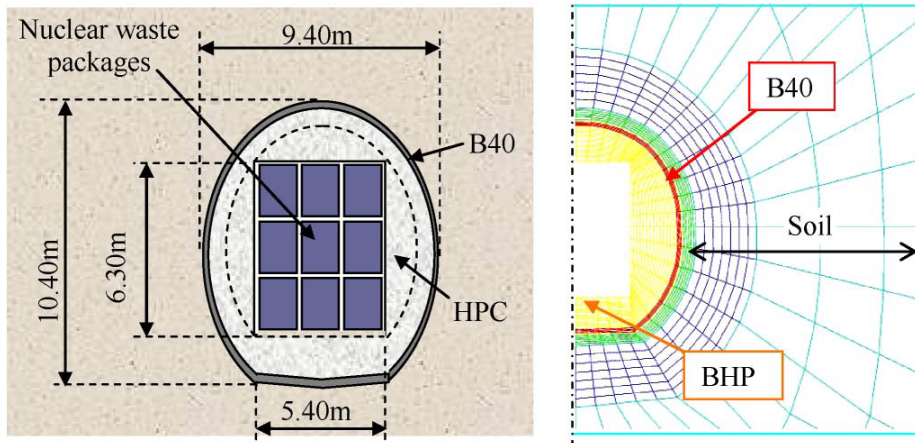 Nuclear waste
packages
9.40m
B40
10.40m
6.30m
HPC
5.40m
B40
Soil
BHP